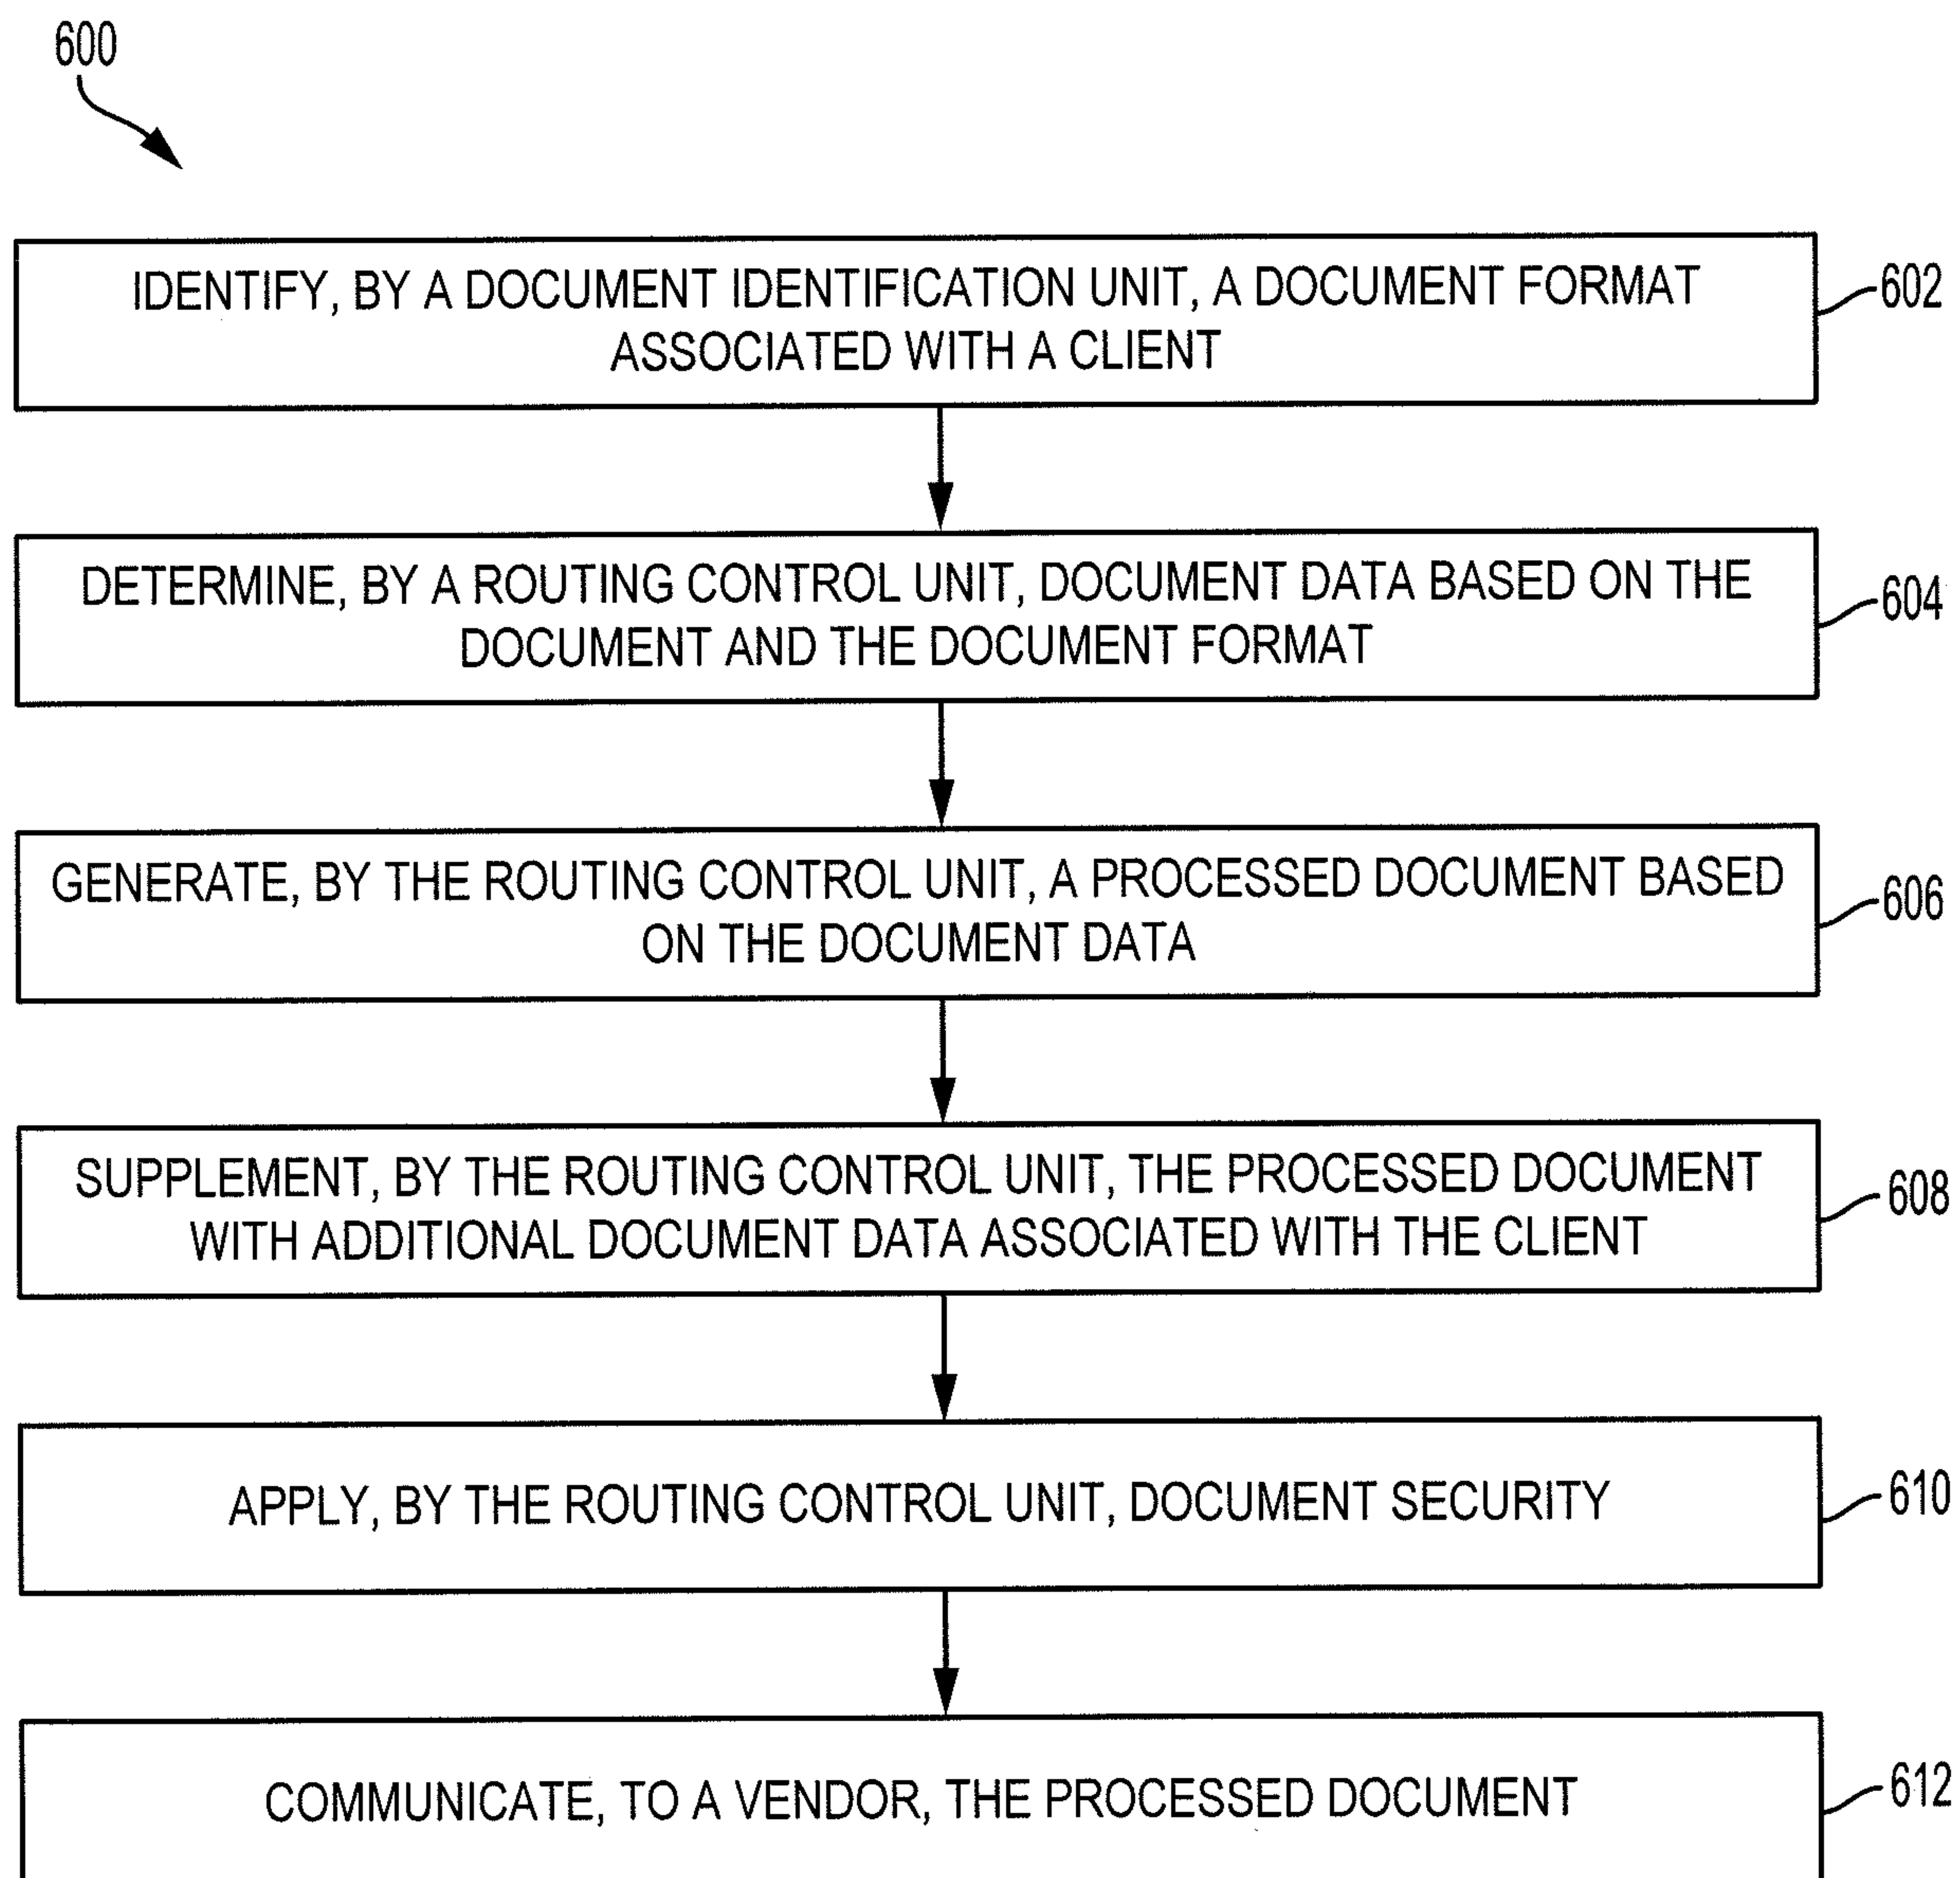 600
IDENTIFY, BY A DOCUMENT IDENTIFICATION UNIT, A DOCUMENT FORMAT
ASSOCIATED WITH A CLIENT
602
DETERMINE, BY A ROUTING CONTROL UNIT, DOCUMENT DATA BASED ON THE
DOCUMENT AND THE DOCUMENT FORMAT
604
GENERATE, BY THE ROUTING CONTROL UNIT, A PROCESSED DOCUMENT BASED
ON THE DOCUMENT DATA
606
SUPPLEMENT, BY THE ROUTING CONTROL UNIT, THE PROCESSED DOCUMENT
WITH ADDITIONAL DOCUMENT DATA ASSOCIATED WITH THE CLIENT
608
APPLY, BY THE ROUTING CONTROL UNIT, DOCUMENT SECURITY
610
COMMUNICATE, TO A VENDOR, THE PROCESSED DOCUMENT
612